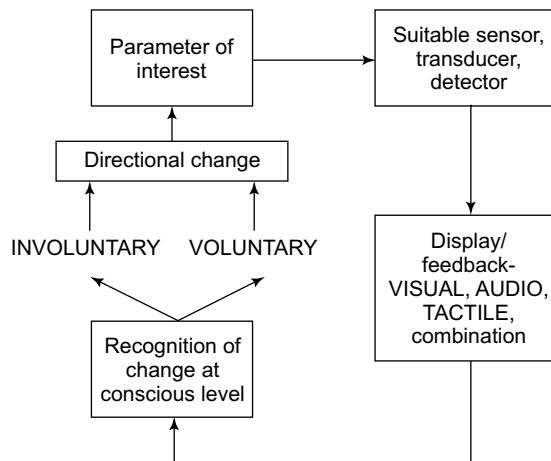 Parameter of
interest
Suitable sensor,
transducer,
detector
Directional change
INVOLUNTARY
VOLUNTARY
Display/
feedback-
VISUAL, AUDIO,
TACTILE,
combination
Recognition of
change at
conscious level